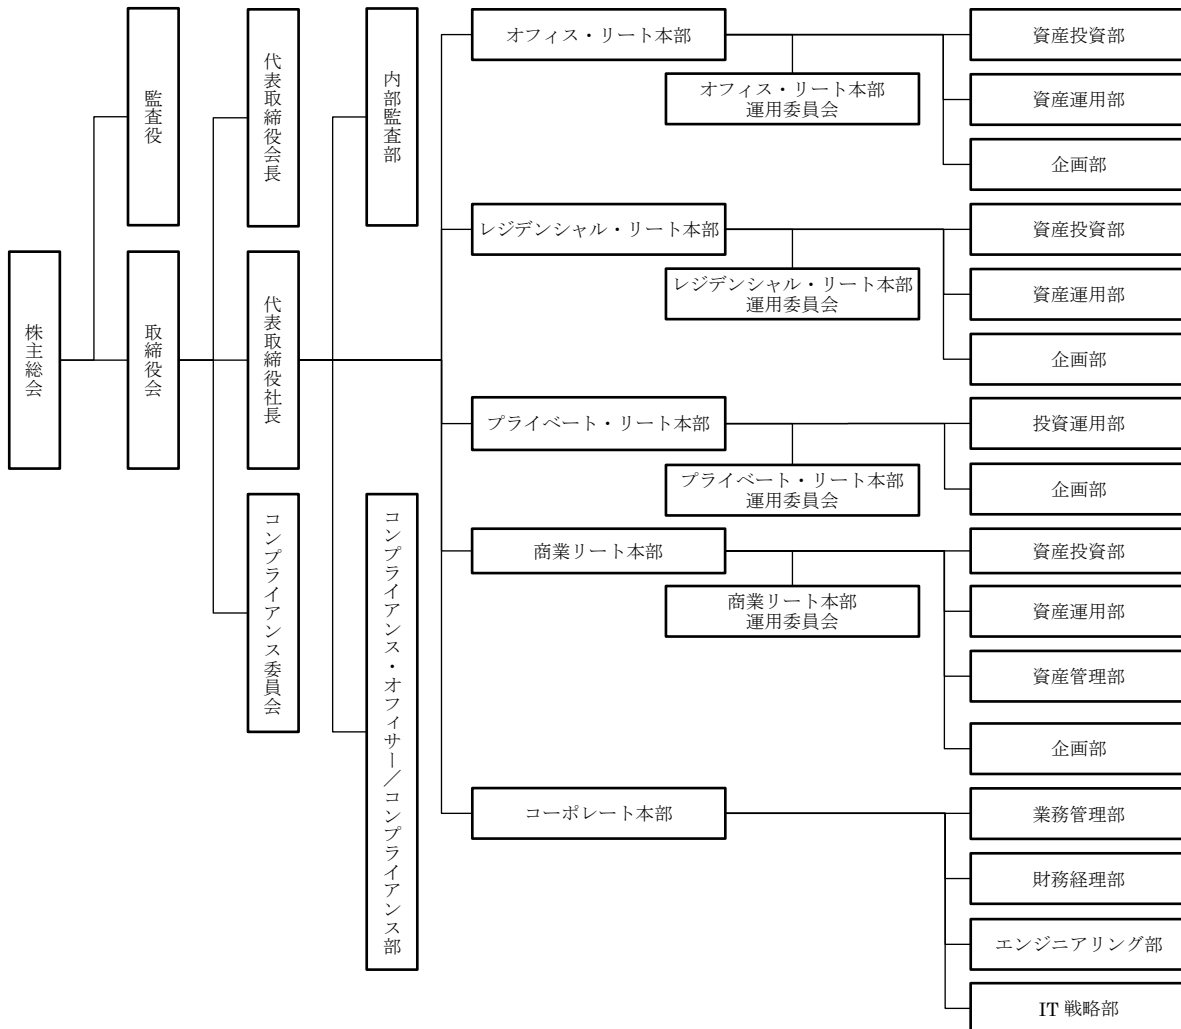 株主総会
監査役
取締役会
代表取締役会長
代表取締役社長
コンプライアンス委員会
内部監査部
コンプライアンス・オフィサー／コンプライアンス部
オフィス・リート本部
オフィス・リート本部
運用委員会
資産投資部
資産運用部
企画部
レジデンシャル・リート本部
レジデンシャル・リート本部
運用委員会
資産投資部
資産運用部
企画部
プライベート・リート本部
プライベート・リート本部
運用委員会
投資運用部
企画部
商業リート本部
商業リート本部
運用委員会
資産投資部
資産運用部
資産管理部
企画部
コーポレート本部
業務管理部
財務経理部
エンジニアリング部
IT 戦略部